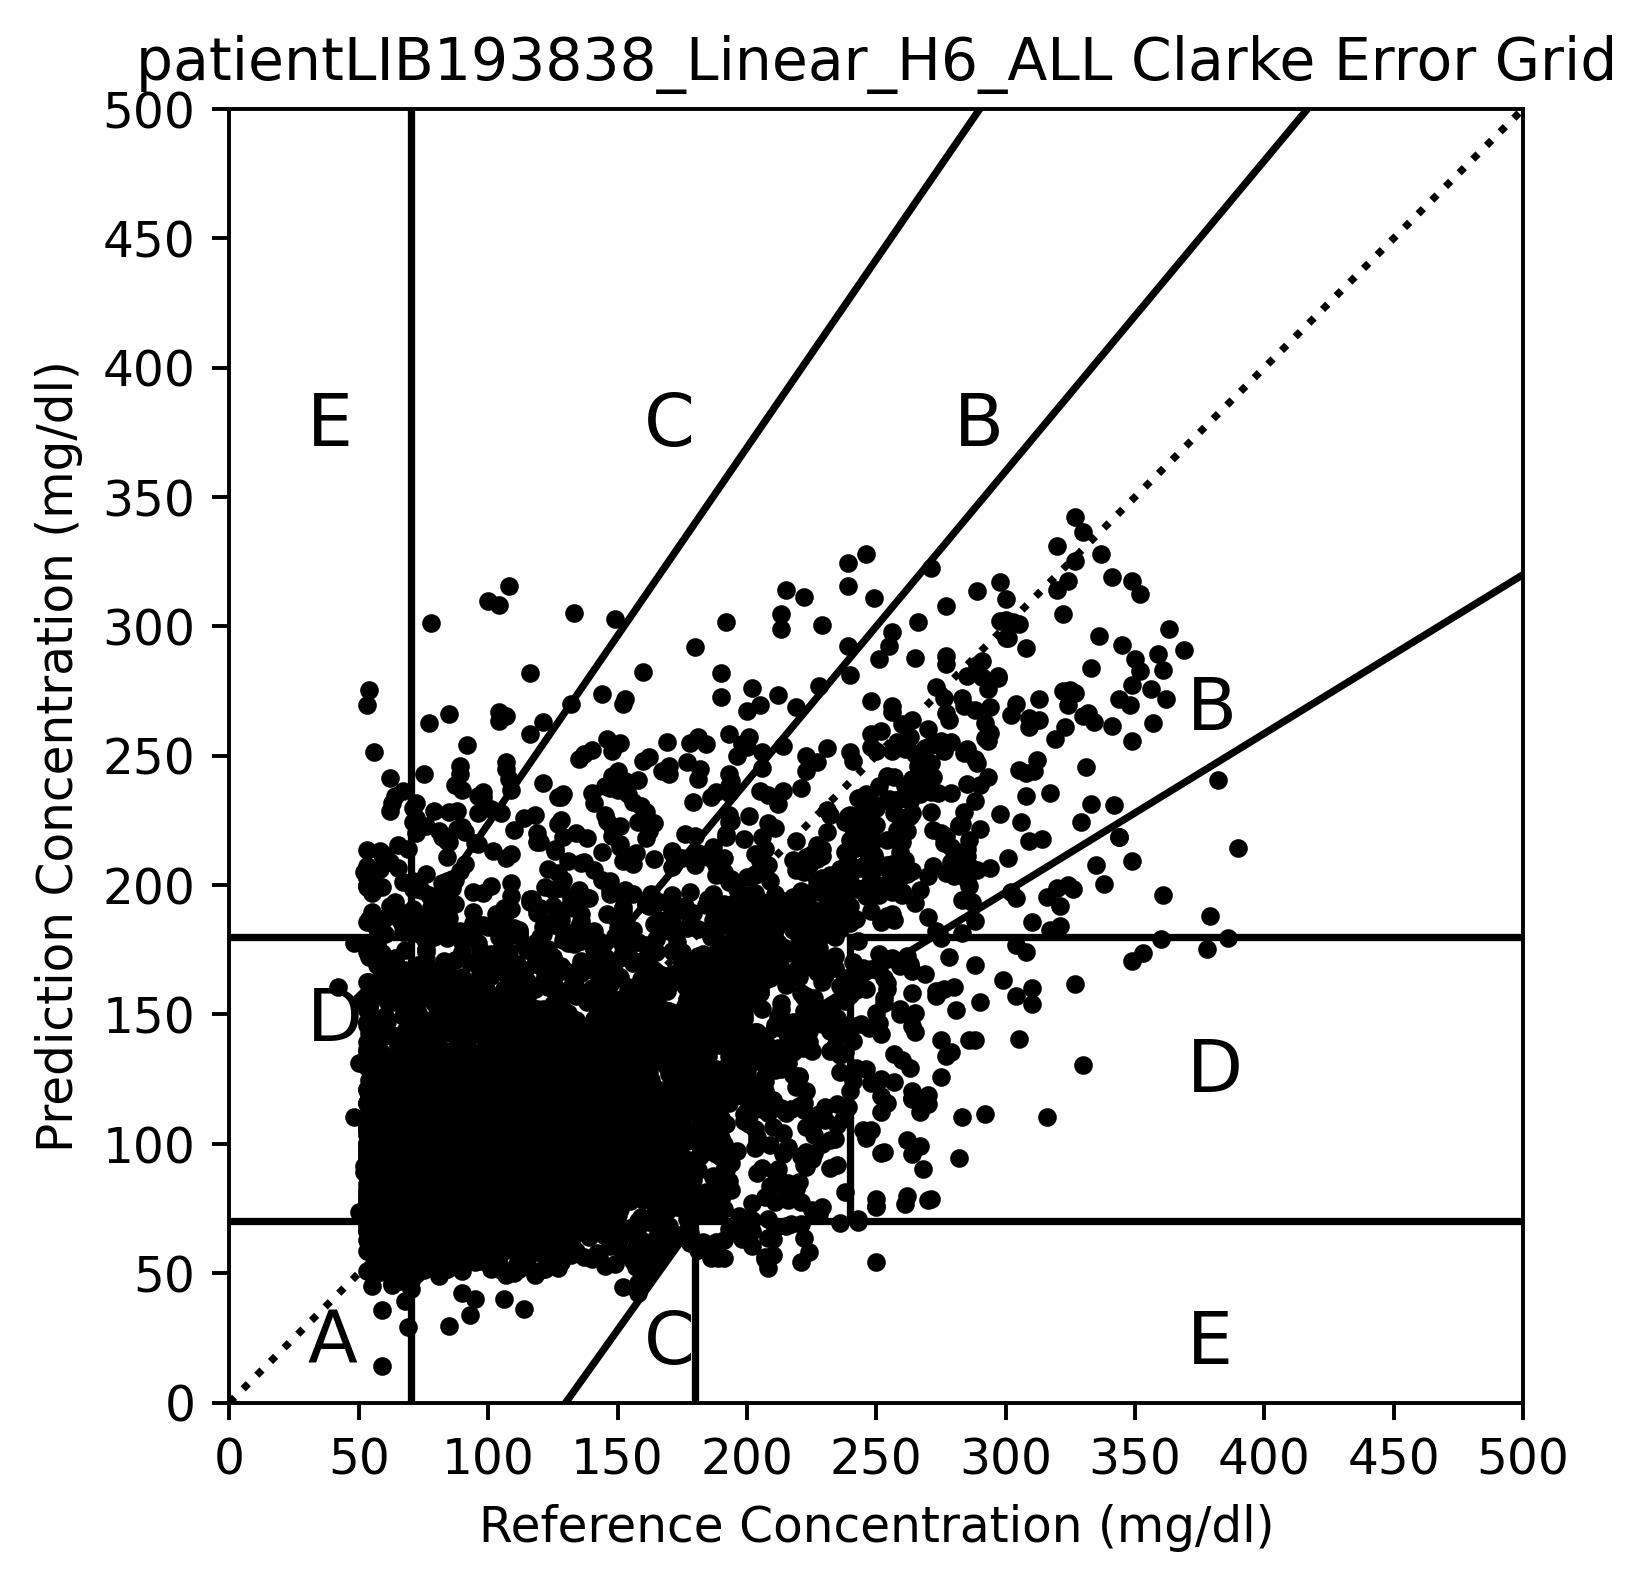 patientLIB193838_Linear_H6_ALL Clarke Error Grid
500
450
400
350
300
250
200
150
100
50
0
Prediction Concentration (mg/dl)
E
C
B
B
D
D
A
C
E
0 50 100 150 200 250 300 350 400 450 500
Reference Concentration (mg/dl)